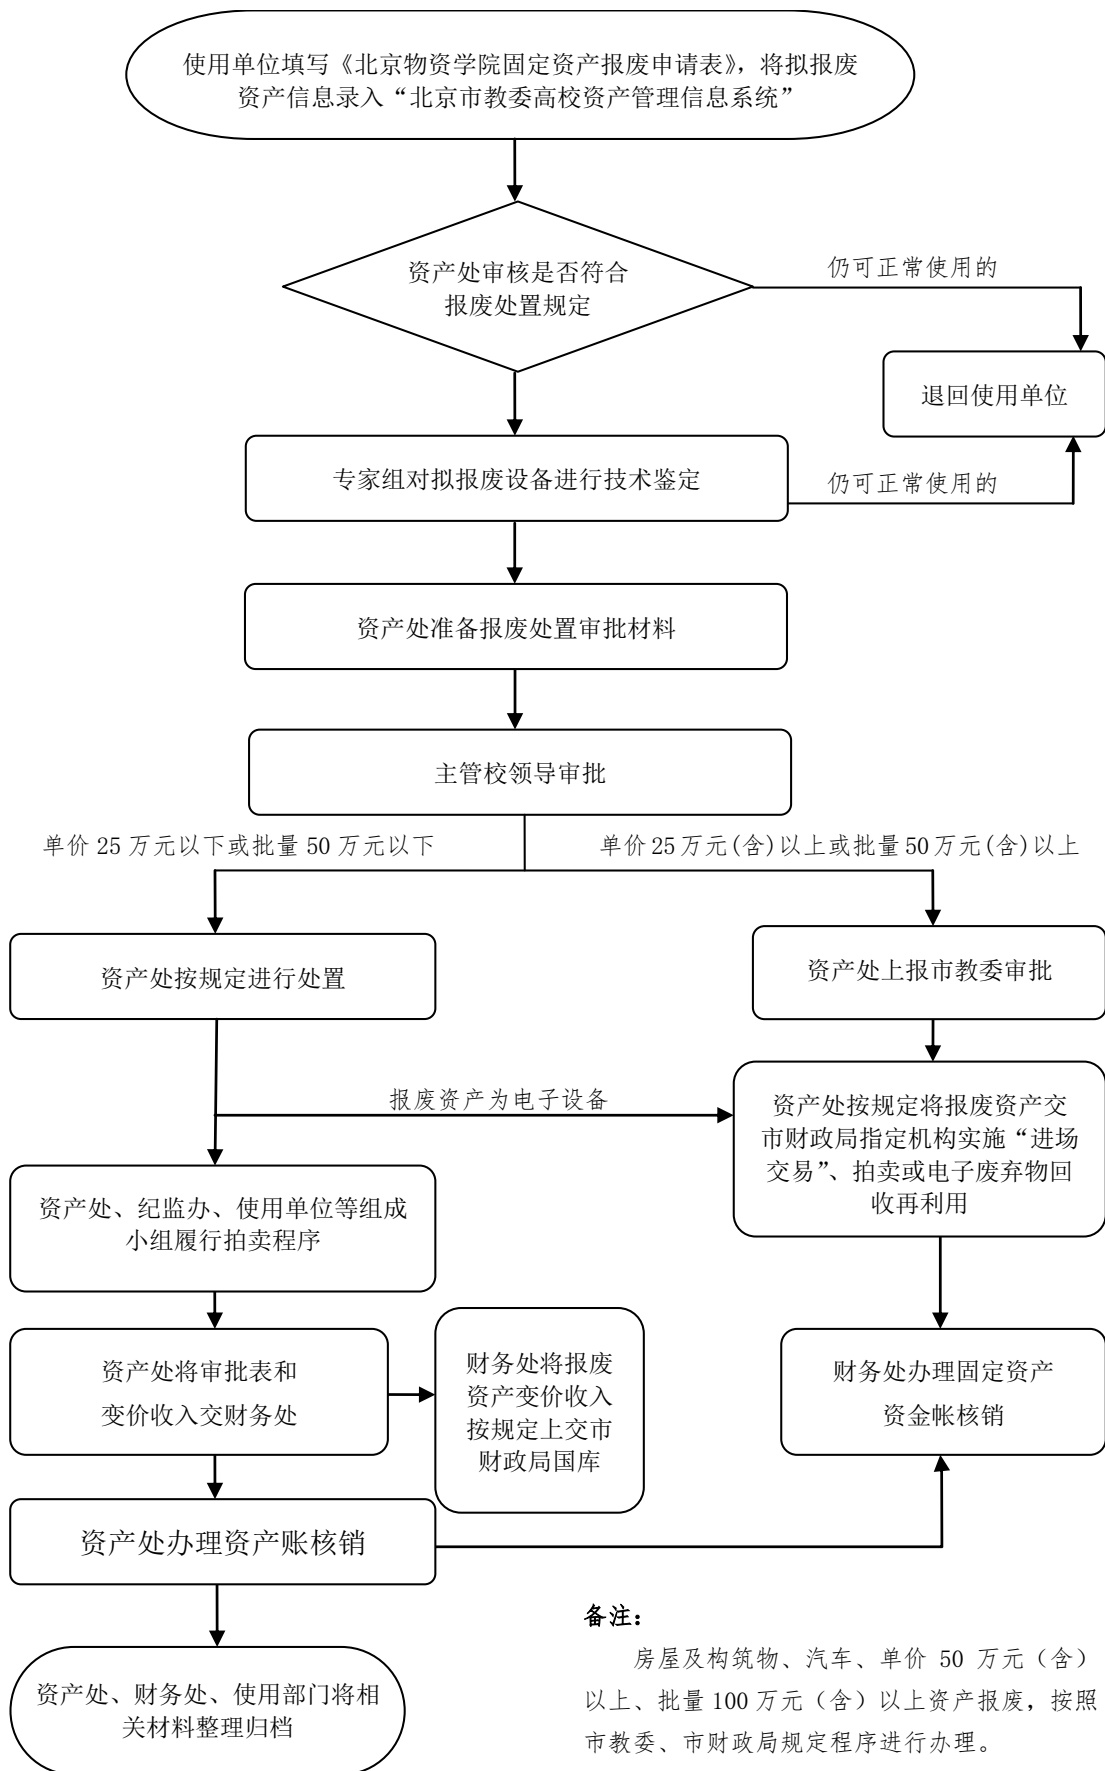 使用单位填写《北京物资学院固定资产报废申请表》，将拟报废
资产信息录入“北京市教委高校资产管理信息系统”
资产处审核是否符合
报废处置规定
仍可正常使用的
退回使用单位
专家组对拟报废设备进行技术鉴定
仍可正常使用的
资产处准备报废处置审批材料
主管校领导审批
单价 25 万元以下或批量 50 万元以下
单价 25 万元(含)以上或批量 50 万元(含)以上
资产处按规定进行处置
资产处上报市教委审批
报废资产为电子设备
资产处按规定将报废资产交
市财政局指定机构实施“进场
交易”、拍卖或电子废弃物回
收再利用
资产处、纪监办、使用单位等组成
小组履行拍卖程序
资产处将审批表和
变价收入交财务处
财务处将报废
资产变价收入
按规定上交市
财政局国库
财务处办理固定资产
资金帐核销
资产处办理资产账核销
资产处、财务处、使用部门将相
关材料整理归档
备注：
房屋及构筑物、汽车、单价 50 万元（含）
以上、批量 100 万元（含）以上资产报废，按照
市教委、市财政局规定程序进行办理。